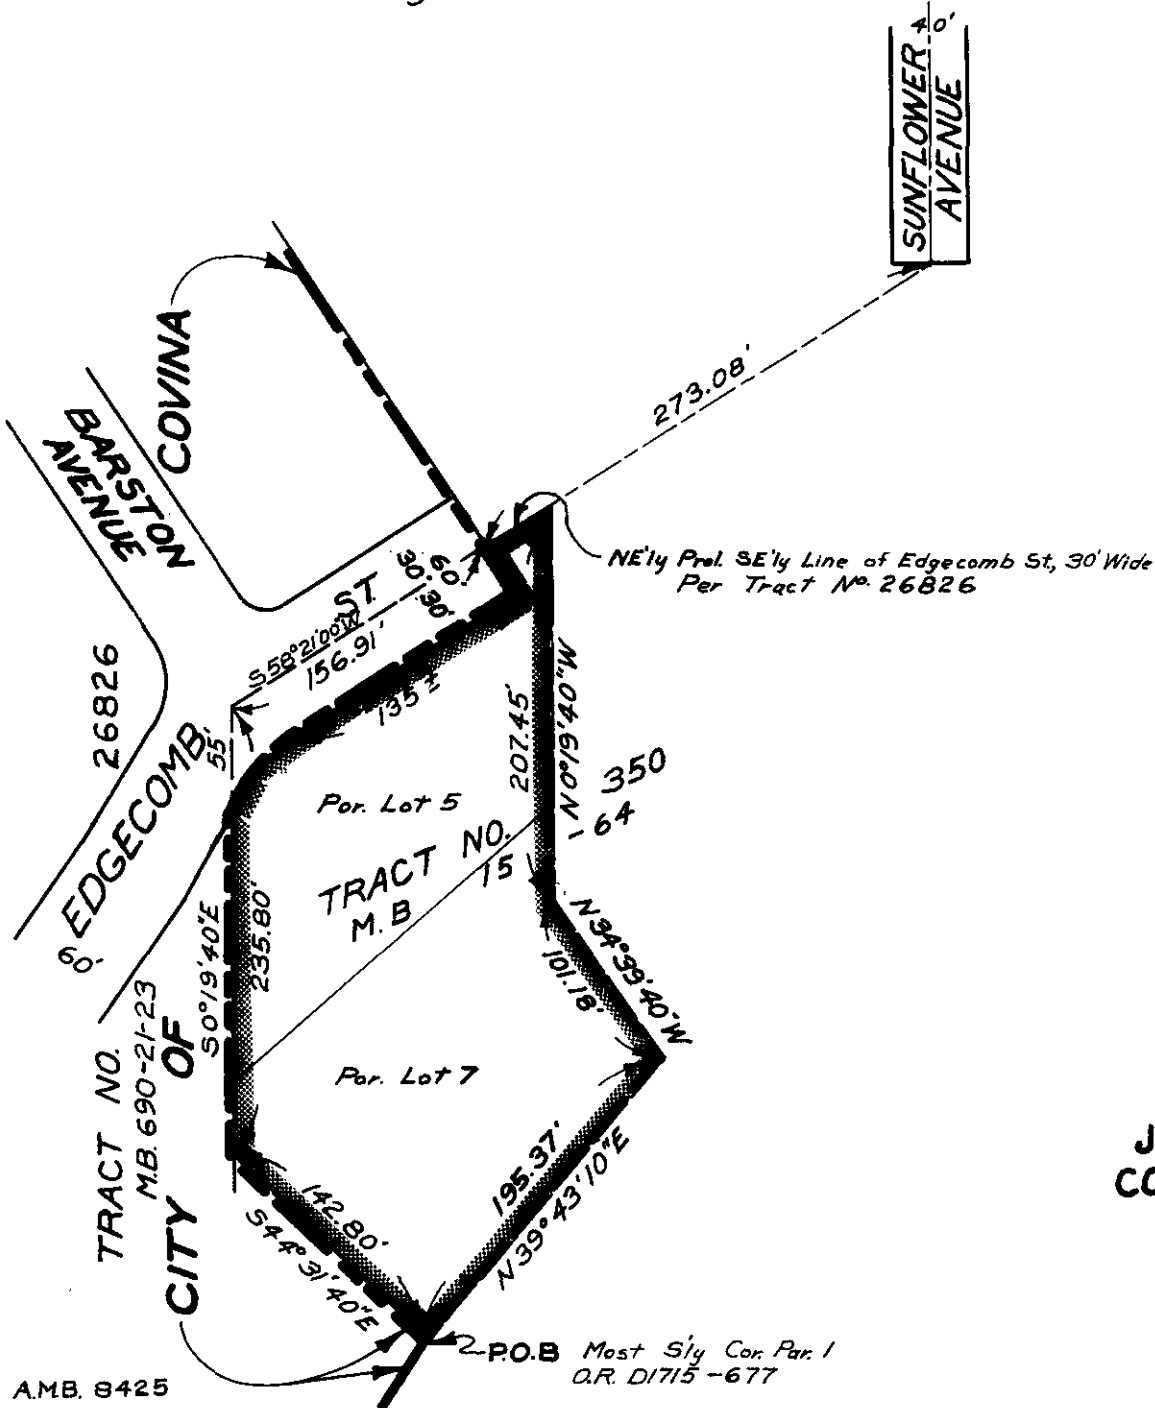 40'
SUNFLOWER
AVENUE
273.08'
COVINA
BARSTON
AVENUE
NE'ly Prol. SE'ly Line of Edgecomb St., 30' Wide
Per Tract No. 26826
60'
30'
30'
ST.
S58°21'00"W
156.91'
135±
26826
55'
EDGECOMB
60'
207.45'
N0°19'40"W
350
-64
Por. Lot 5
TRACT NO.
M.B 15
S0°19'40"E
235.80'
N34°39'40"W
101.18'
TRACT NO.
M.B. 690-21-23
CITY OF
Por. Lot 7
195.37'
N39°43'10"E
142.80'
S44°31'40"E
J
CO
P.O.B Most S'ly Cor. Par. 1
O.R. D1715-677
A.M.B. 8425